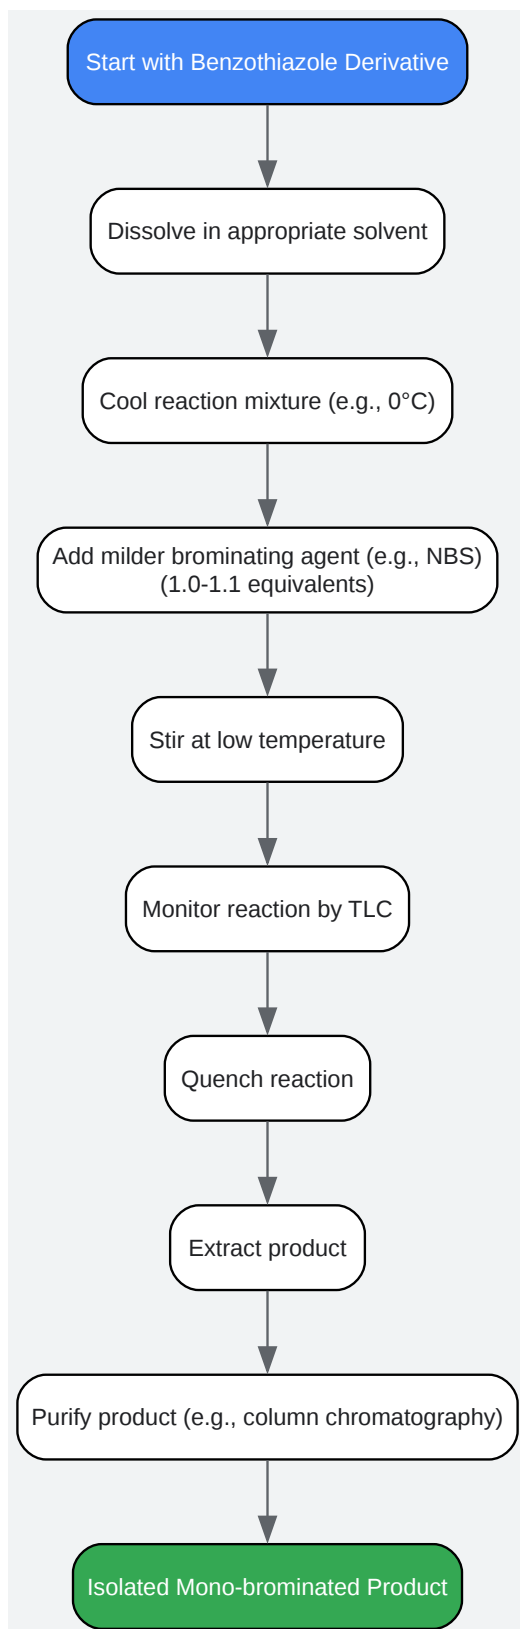 Start with Benzothiazole Derivative
Dissolve in appropriate solvent
Cool reaction mixture (e.g., 0°C)
Add milder brominating agent (e.g., NBS)
(1.0-1.1 equivalents)
Stir at low temperature
Monitor reaction by TLC
Quench reaction
Extract product
Purify product (e.g., column chromatography)
Isolated Mono-brominated Product